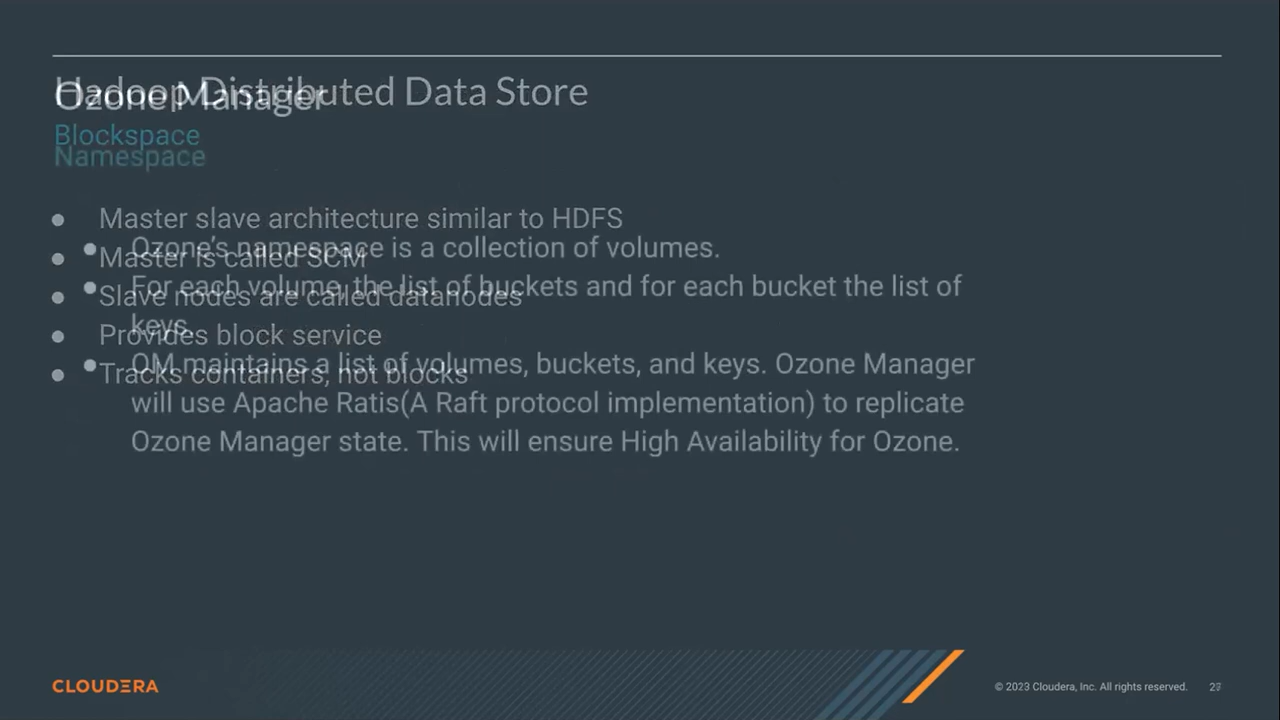 Hadoop Distributed Data Store
Ozone Manager
Blockspace
Namespace
Master slave architecture similar to HDFS
Ozone's namespace is a collection of volumes.
Master is called SCM
For each volume, the list of buckets and for each bucket the list of
Slave nodes are called datanodes
keys.
Provides block service
OM maintains a list of volumes, buckets, and keys. Ozone Manager
Tracks containers, not blocks
will use Apache Ratis(A Raft protocol implementation) to replicate
Ozone Manager state. This will ensure High Availability for Ozone.
CLOUDERA
© 2023 Cloudera, Inc. All rights reserved.